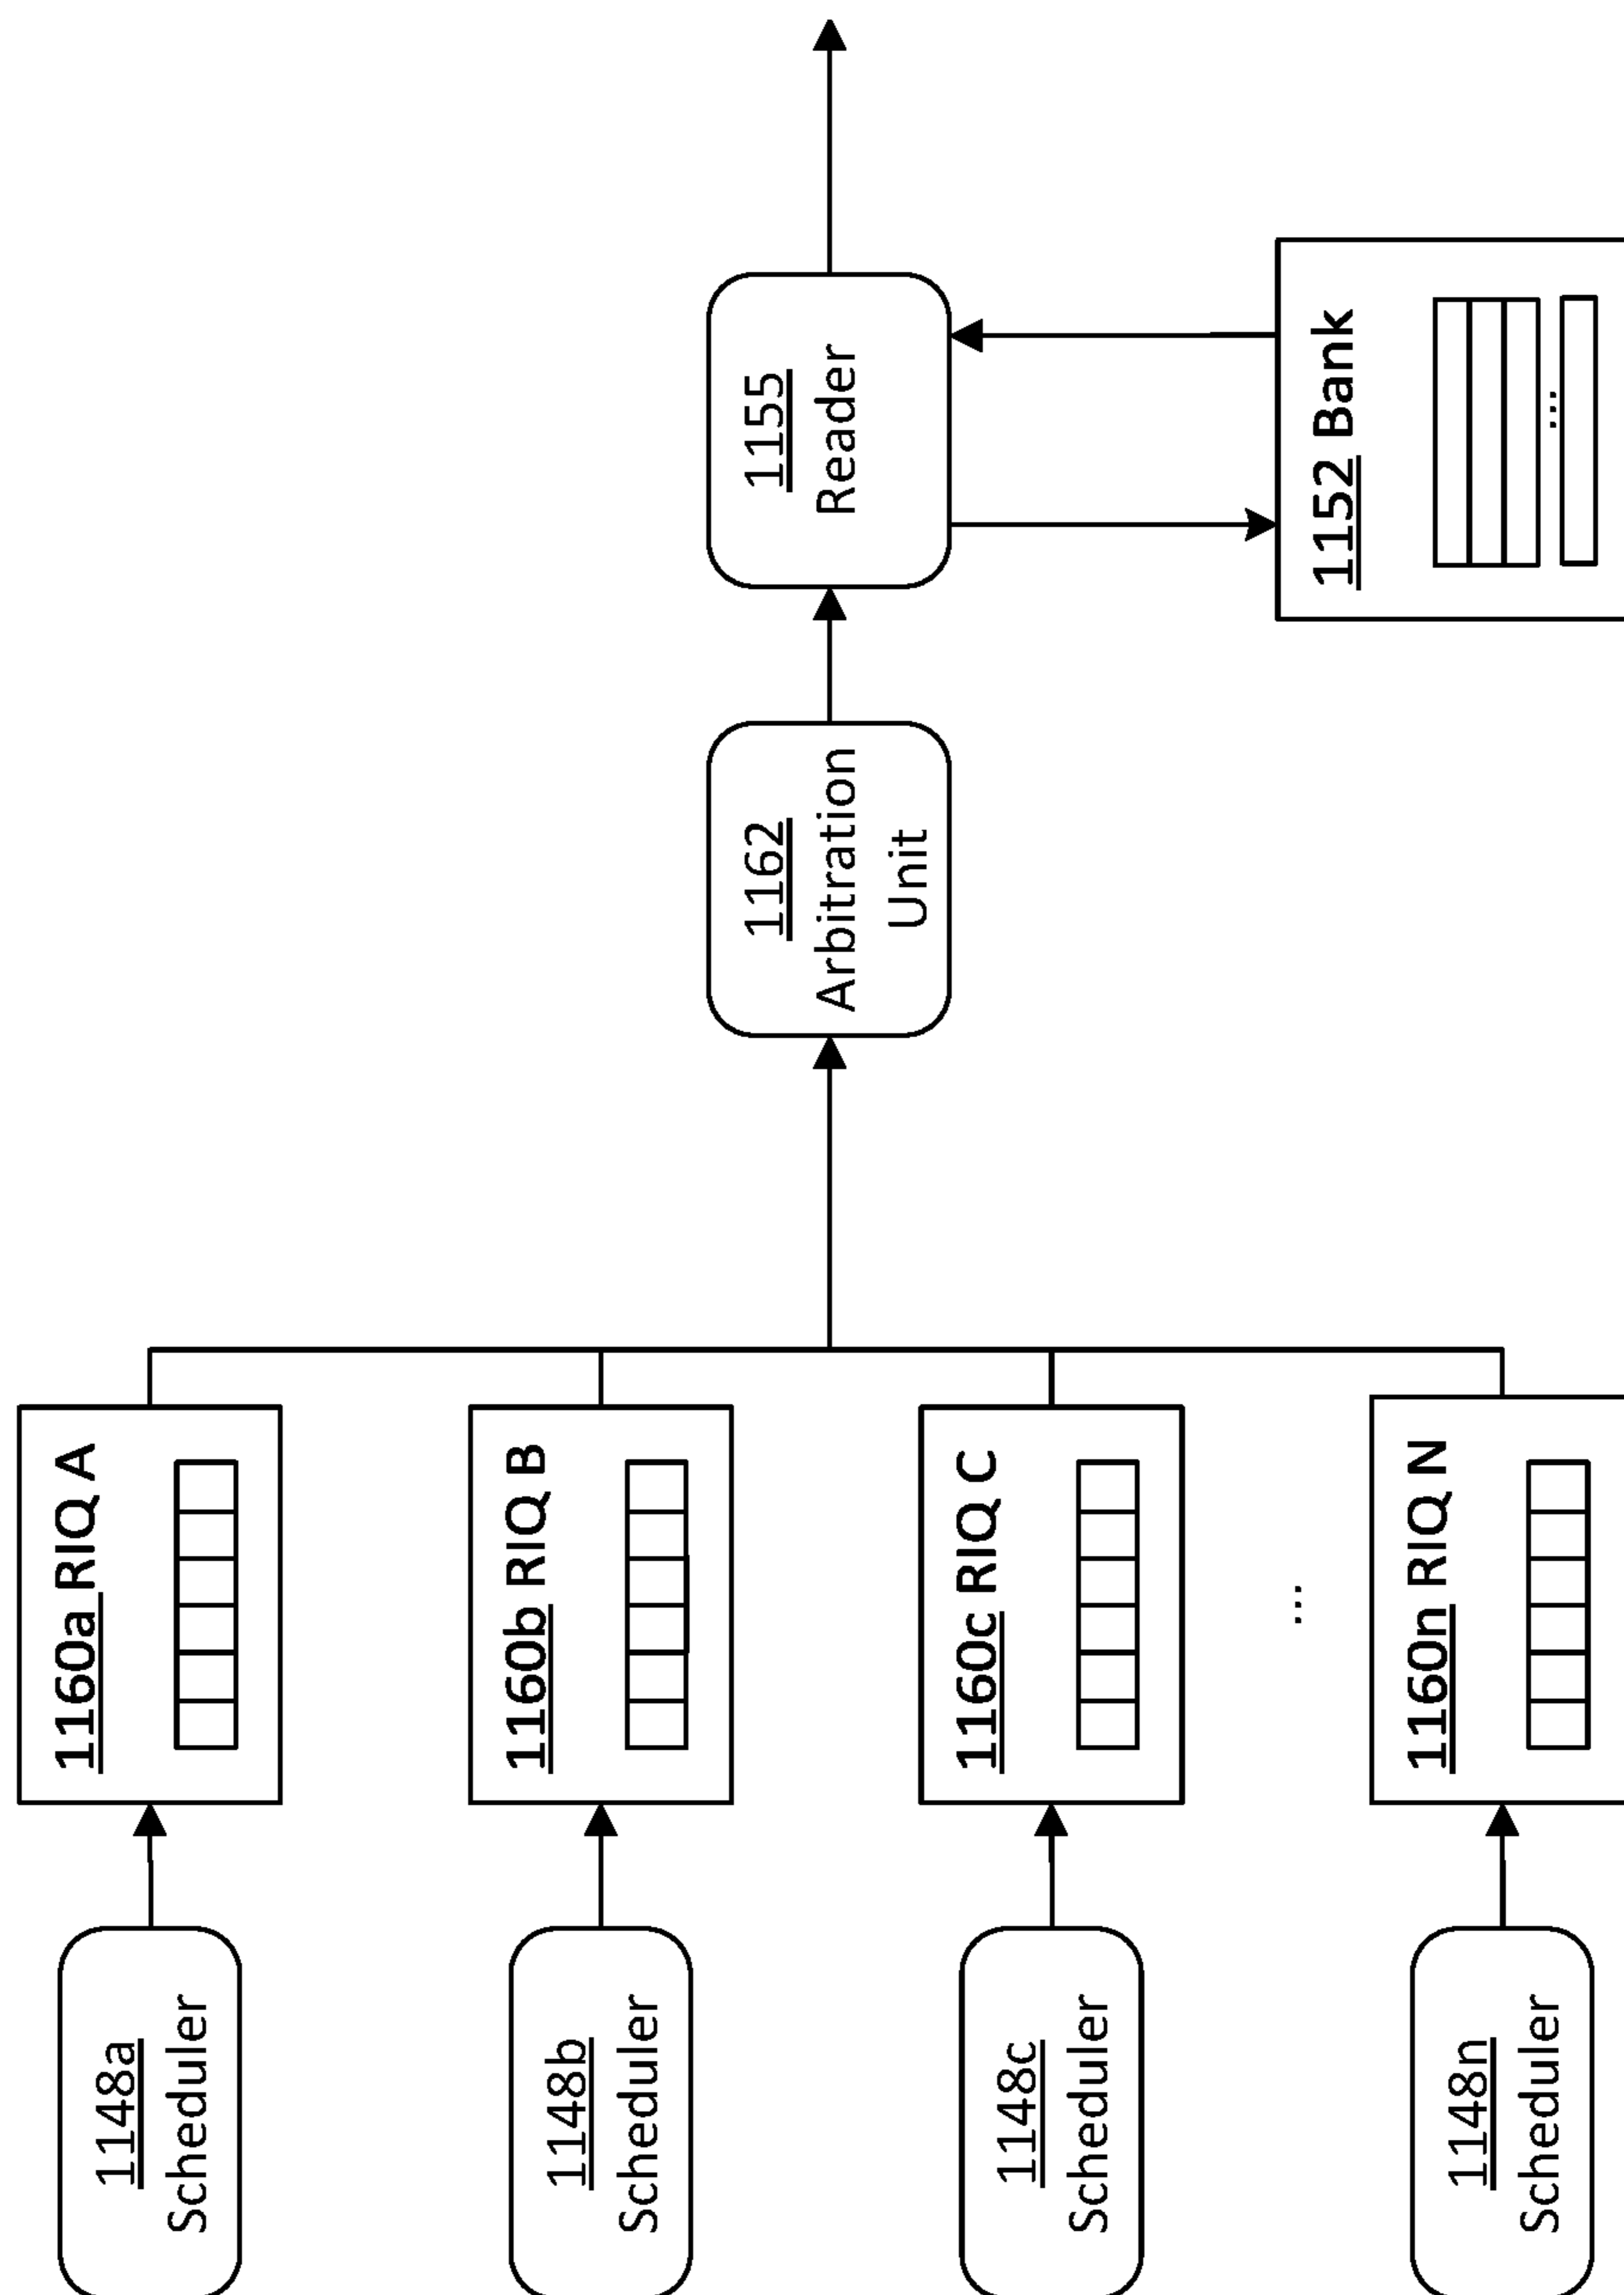 1148a
Scheduler
1160a RIQ A
1148b
Scheduler
1160b RIQ B
1148c
Scheduler
1160c RIQ C
...
1148n
Scheduler
1160n RIQ N
1162
Arbitration
Unit
1155
Reader
1152 Bank
...